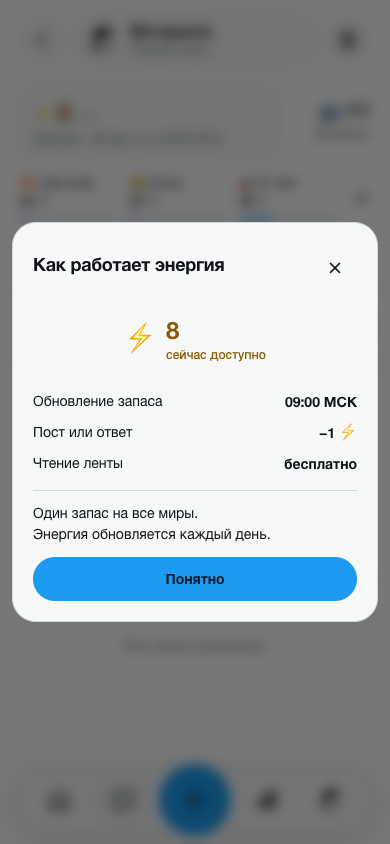 Как работает энергия
8
сейчас доступно
Обновление запаса 09:00 МСК
Пост или ответ −1 ⚡
Чтение ленты бесплатно
Один запас на все миры.
Энергия обновляется каждый день.
Понятно